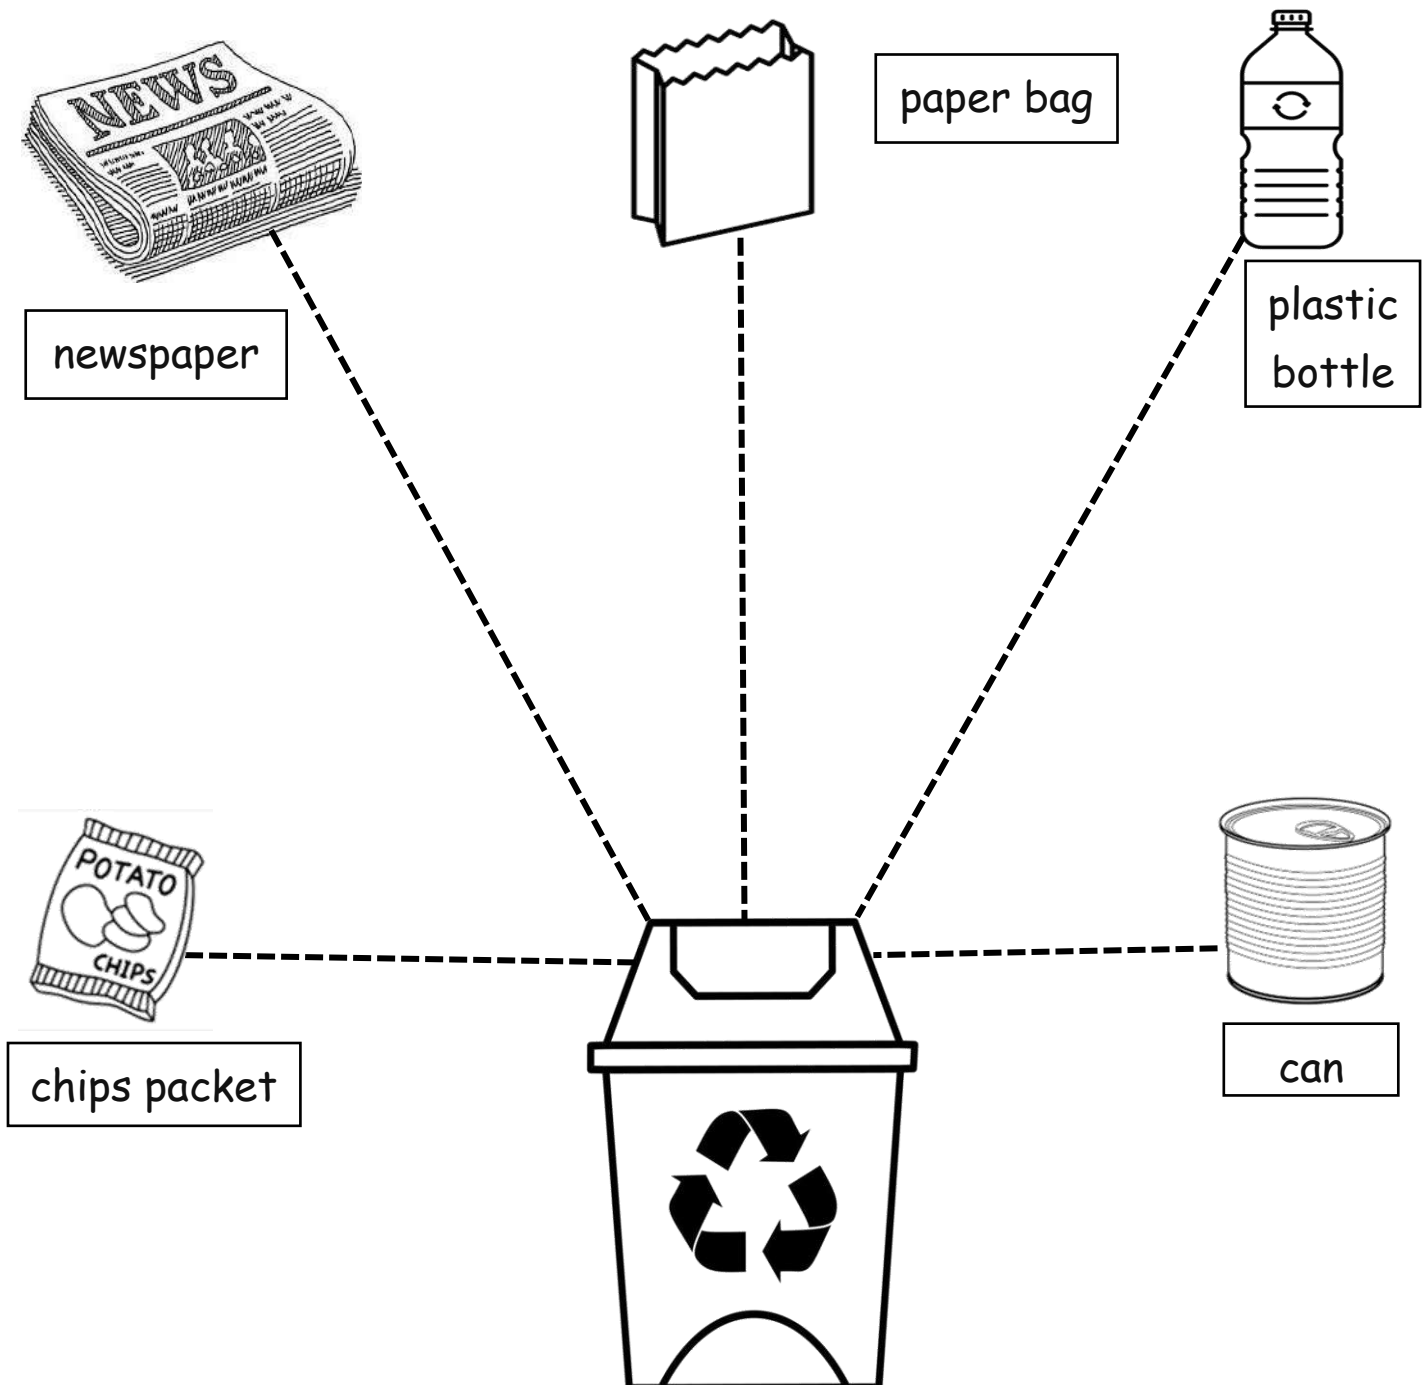 NEWS
paper bag
newspaper
plastic
bottle
POTATO
CHIPS
chips packet
can